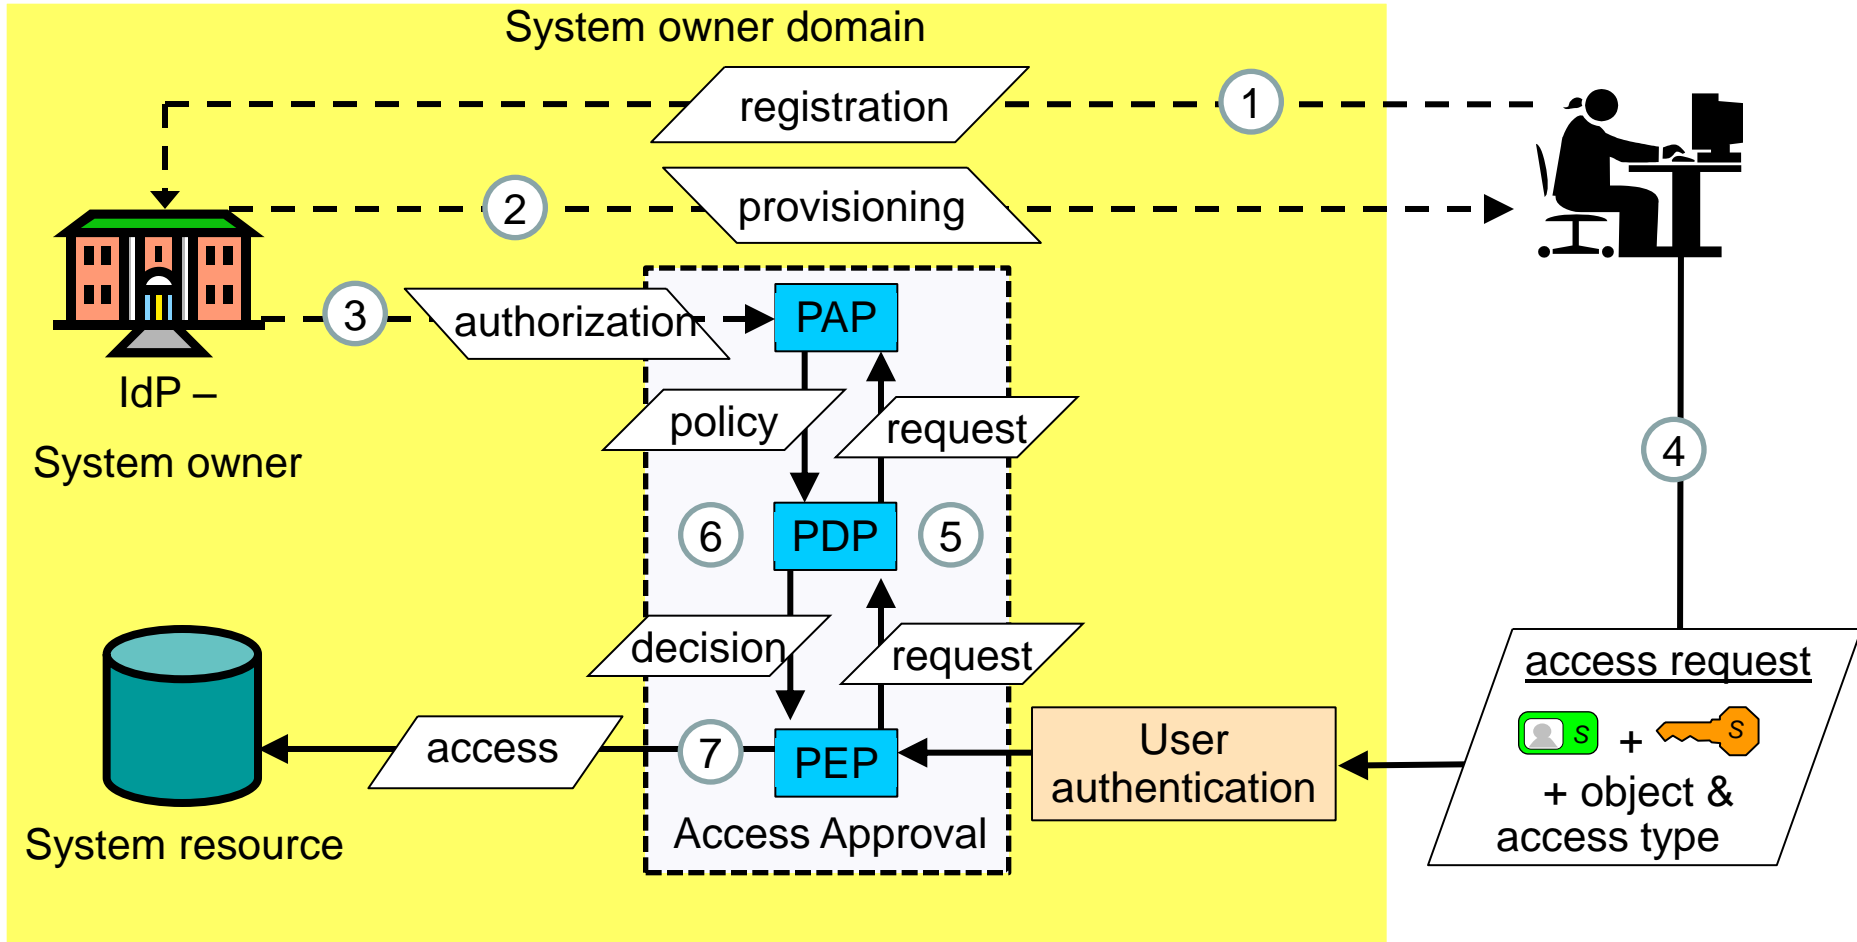 System owner domain
registration
1
2
provisioning
3
authorization
PAP
IdP –
System owner
policy
request
4
6
PDP
5
decision
request
access request
S
+
S
+ object &
access type
User
authentication
access
7
PEP
Access Approval
System resource